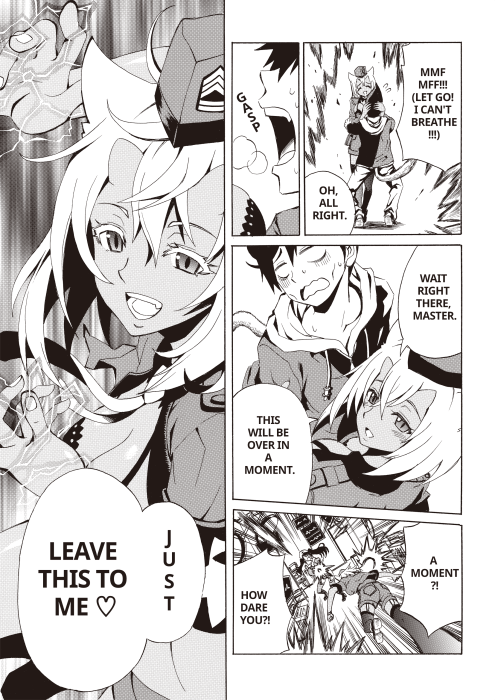 MMF
MFF!!!
(LET GO!
I CAN'T
BREATHE
!!!)
OH,
ALL
RIGHT.
GASP
WAIT
RIGHT
THERE,
MASTER.
THIS
WILL BE
OVER IN
A
MOMENT.
A
MOMENT
?!
HOW
DARE
YOU?!
JUST
LEAVE
THIS TO
ME ♡